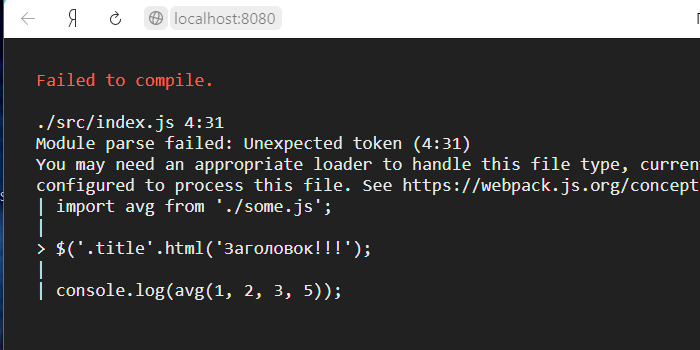 Я localhost:8080
Failed to compile.
./src/index.js 4:31
Module parse failed: Unexpected token (4:31)
You may need an appropriate loader to handle this file type, curren
configured to process this file. See https://webpack.js.org/concept
| import avg from './some.js';
|
> $('.title'.html('Заголовок!!!');
|
| console.log(avg(1, 2, 3, 5));